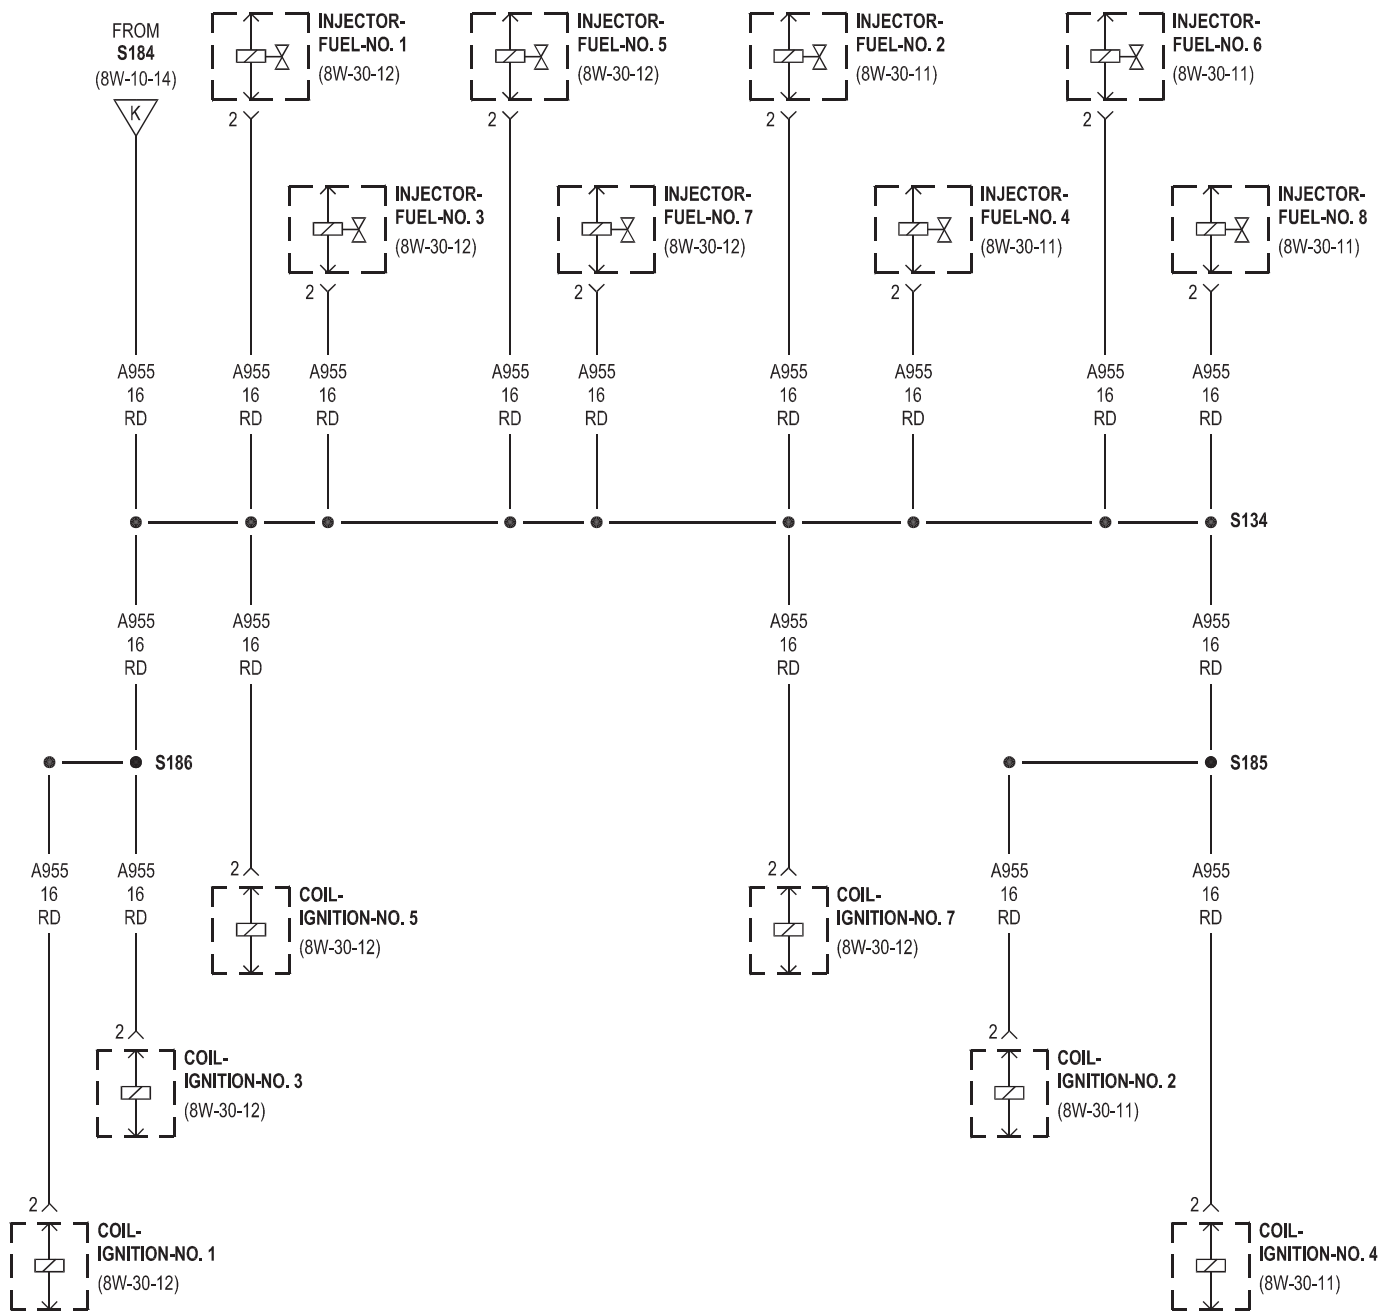 FROM
S184
(8W-10-14)
K
INJECTOR-
FUEL-NO. 1
(8W-30-12)
2
INJECTOR-
FUEL-NO. 5
(8W-30-12)
2
INJECTOR-
FUEL-NO. 2
(8W-30-11)
2
INJECTOR-
FUEL-NO. 6
(8W-30-11)
2
INJECTOR-
FUEL-NO. 3
(8W-30-12)
2
INJECTOR-
FUEL-NO. 7
(8W-30-12)
2
INJECTOR-
FUEL-NO. 4
(8W-30-11)
2
INJECTOR-
FUEL-NO. 8
(8W-30-11)
2
A955
16
RD
A955
16
RD
A955
16
RD
A955
16
RD
A955
16
RD
A955
16
RD
A955
16
RD
A955
16
RD
A955
16
RD
S134
A955
16
RD
A955
16
RD
A955
16
RD
A955
16
RD
S186
S185
A955
16
RD
A955
16
RD
2
COIL-
IGNITION-NO. 5
(8W-30-12)
2
COIL-
IGNITION-NO. 7
(8W-30-12)
A955
16
RD
A955
16
RD
2
COIL-
IGNITION-NO. 3
(8W-30-12)
2
COIL-
IGNITION-NO. 2
(8W-30-11)
2
COIL-
IGNITION-NO. 1
(8W-30-12)
2
COIL-
IGNITION-NO. 4
(8W-30-11)